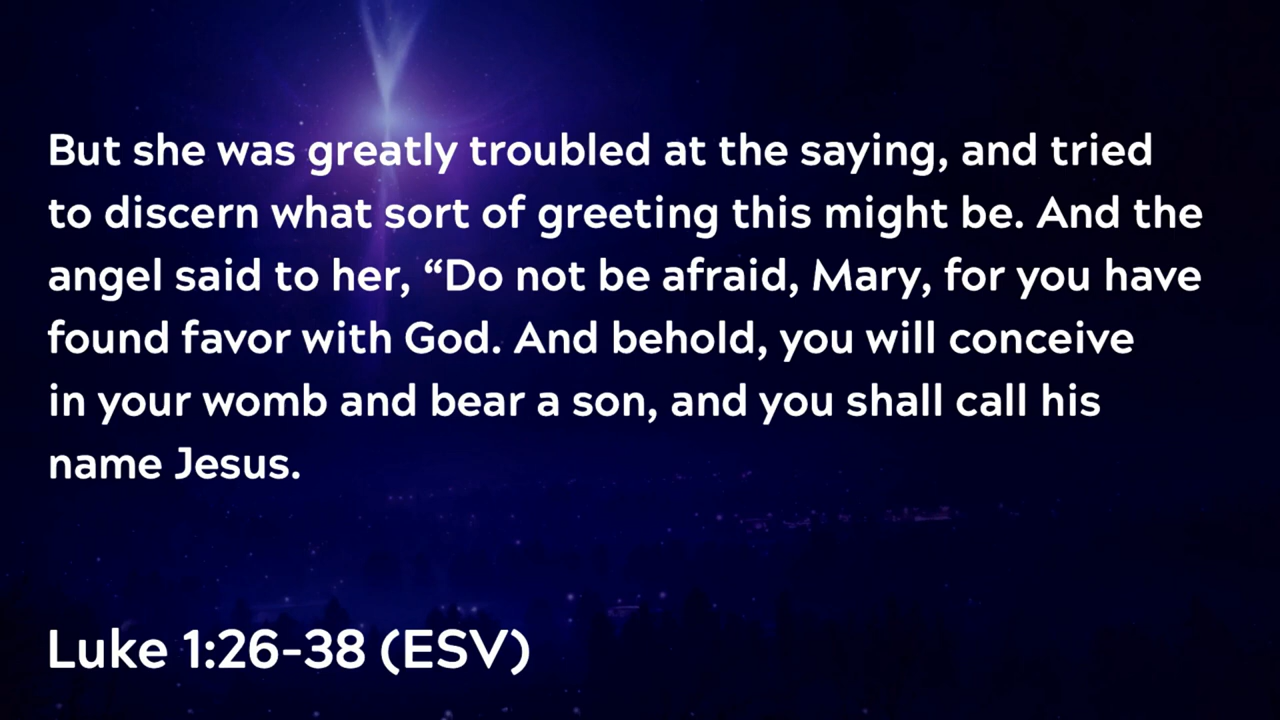 But she was greatly troubled at the saying, and tried
to discern what sort of greeting this might be. And the
angel said to her, “Do not be afraid, Mary, for you have
found favor with God. And behold, you will conceive
in your womb and bear a son, and you shall call his
name Jesus.
Luke 1:26-38 (ESV)